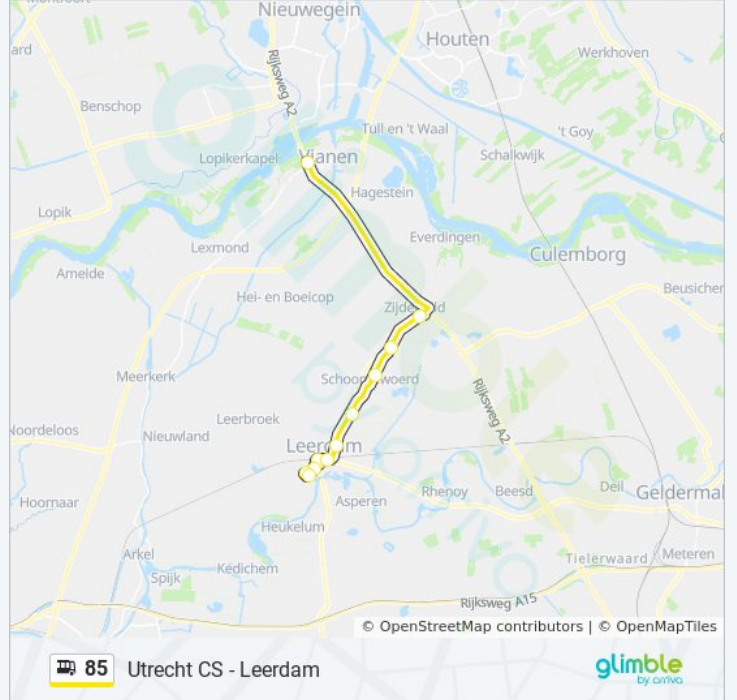 Montfoort
Nieuwegein
Houten
Werkhoven
Rijksweg A2
Benschop
Tull en 't Waal
't Goy
Lopikerkapel
Vianen
Schalkwijk
Hagestein
Lopik
Everdingen
Lexmond
Culemborg
Ameide
Hei- en Boeicop
Beusichem
Zijderveld
Meerkerk
Schoonrewoerd
Rijksweg A2
Leerbroek
Noordeloos
Nieuwland
Leerdam
Hoornaar
Asperen
Rhenoy
Beesd
Deil
Geldermal
Heukelum
Arkel
Kedichem
Spijk
Tielerwaard
Meteren
Rijksweg A15
© OpenStreetMap contributors | © OpenMapTiles
85 Utrecht CS - Leerdam
glimble
by arriva